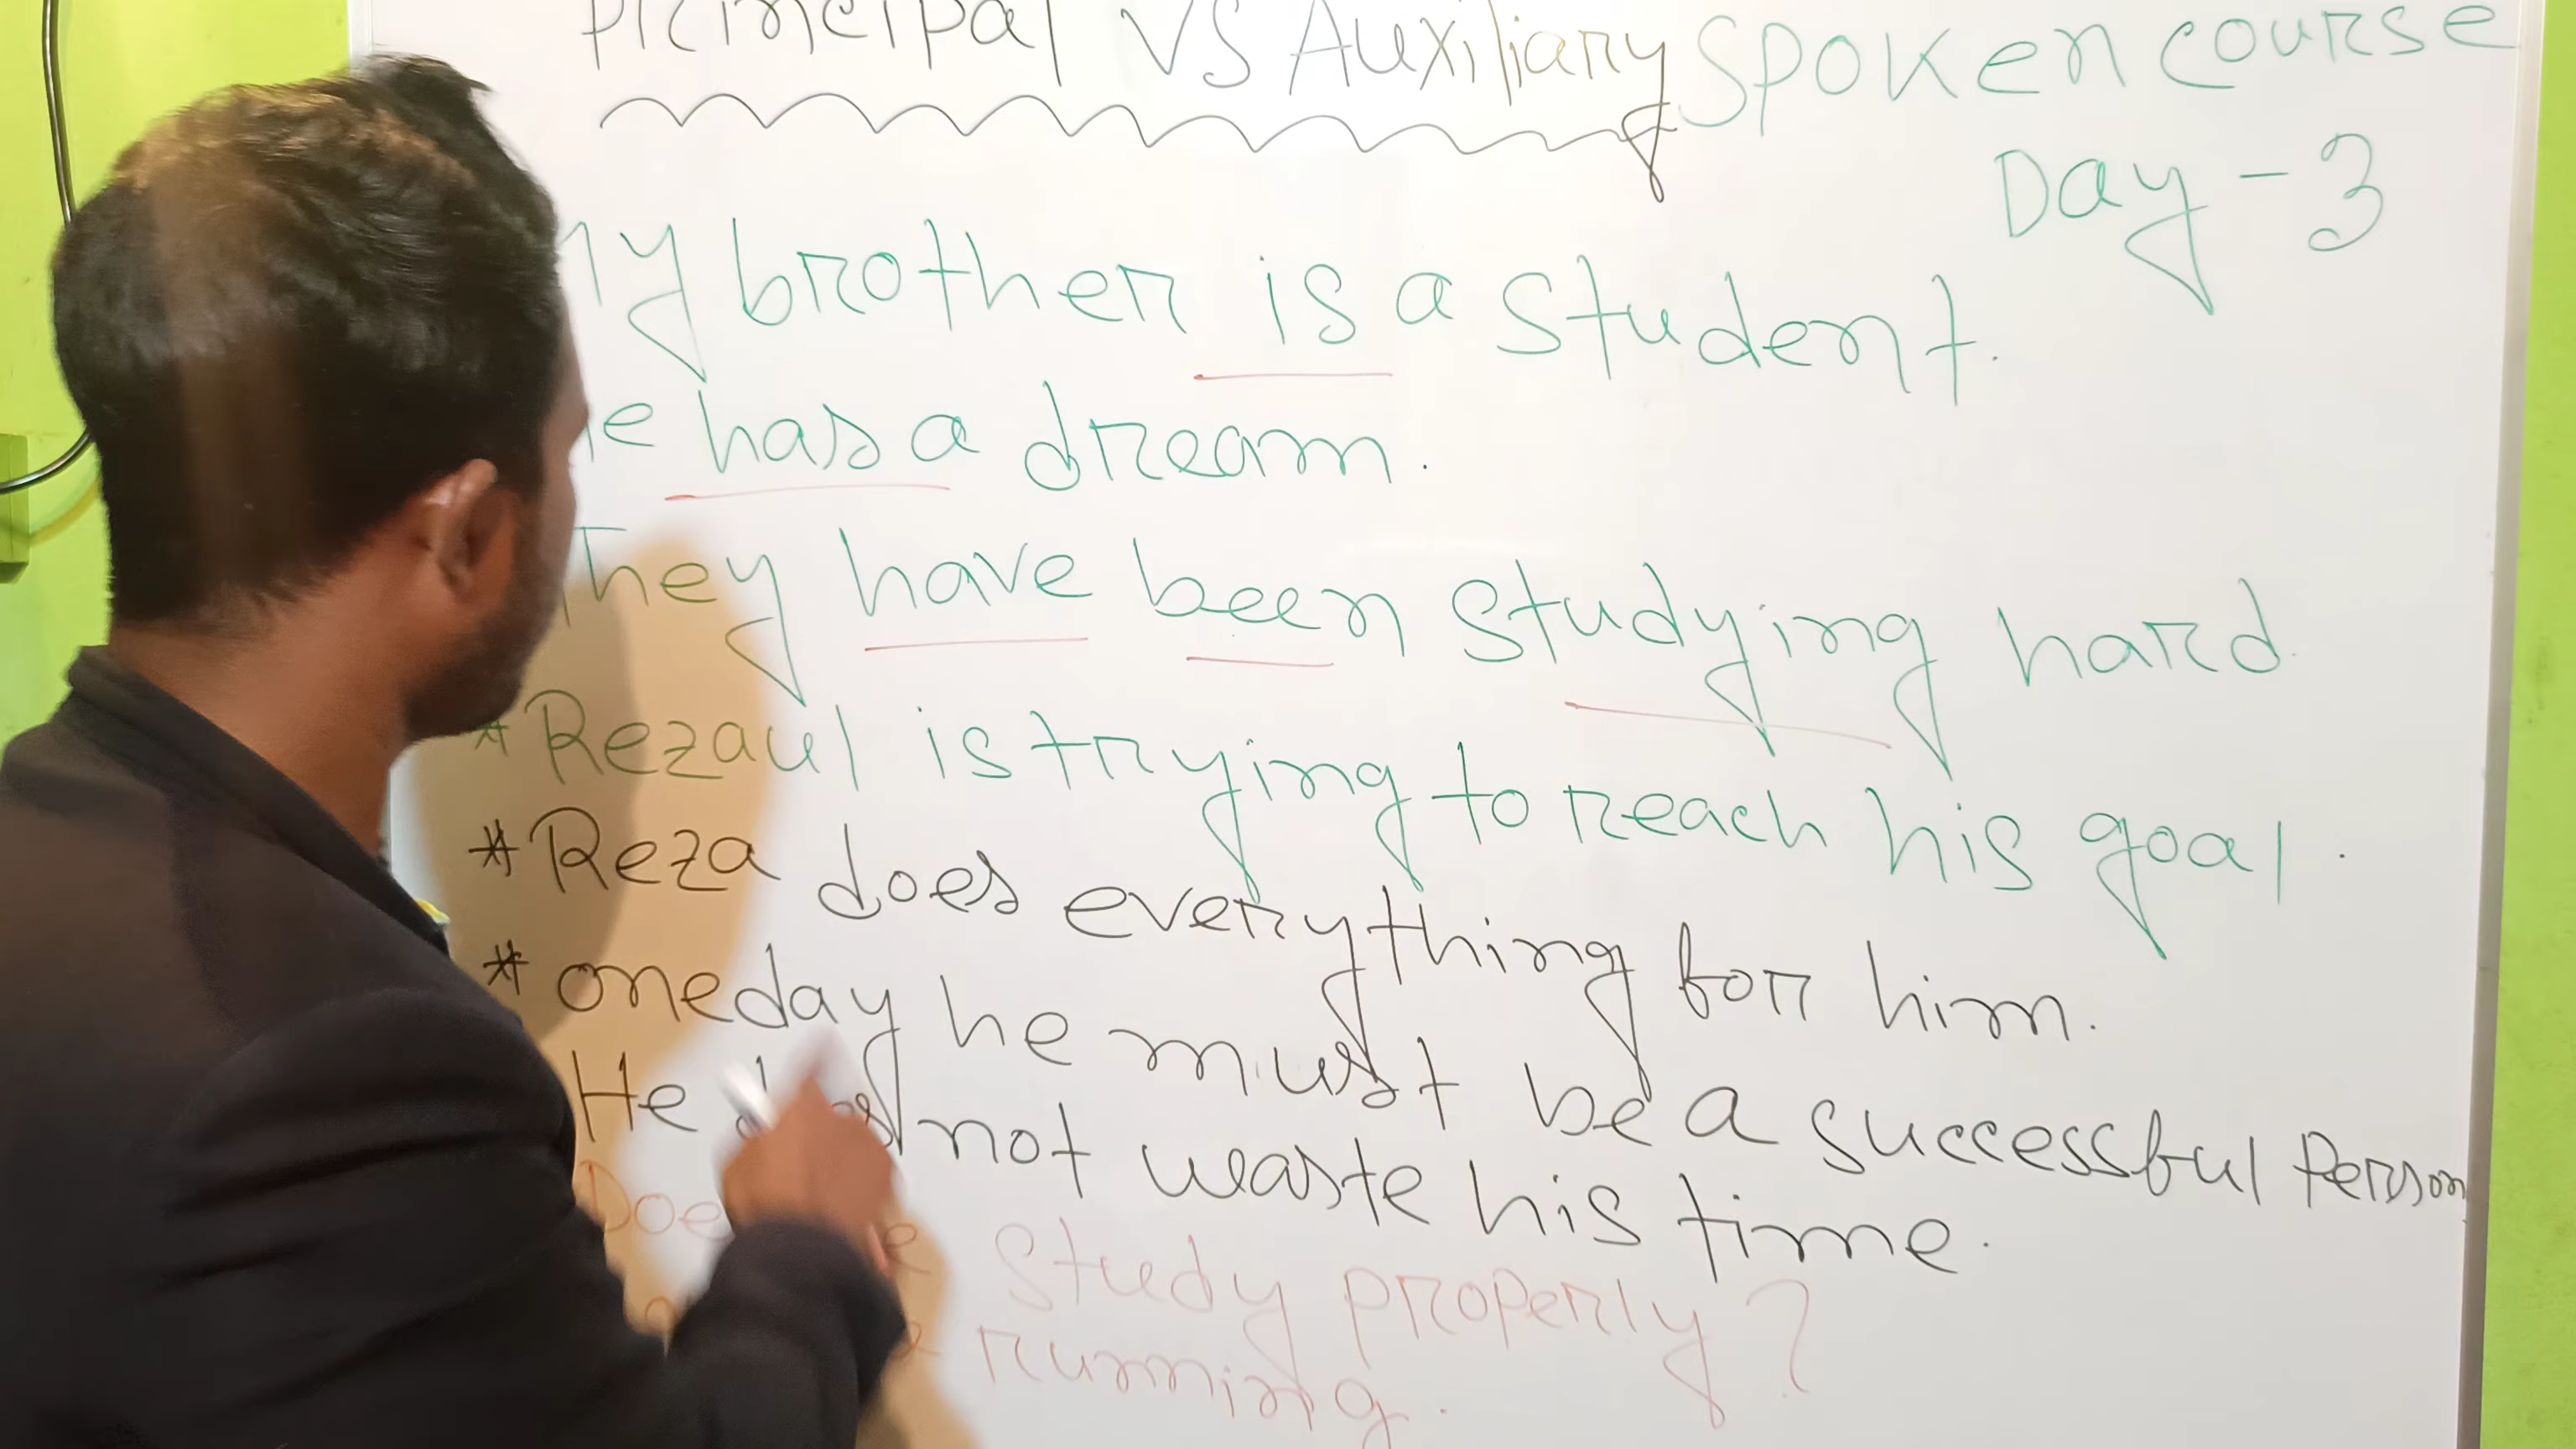 Principal VS Auxiliary
Spoken course
Day - 3
My brother is a student.
He has a dream.
They have been studying hard.
* Rezaul is trying to reach his goal.
* Reza does everything for him.
* oneday he must be a successful Person
He not waste his time.
study properly?
running.